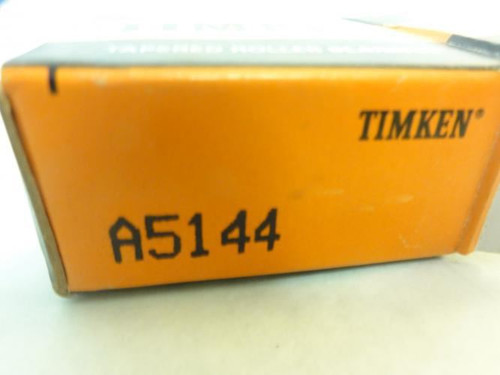 TAPERED ROLLER BEARING
TIMKEN®
A5144